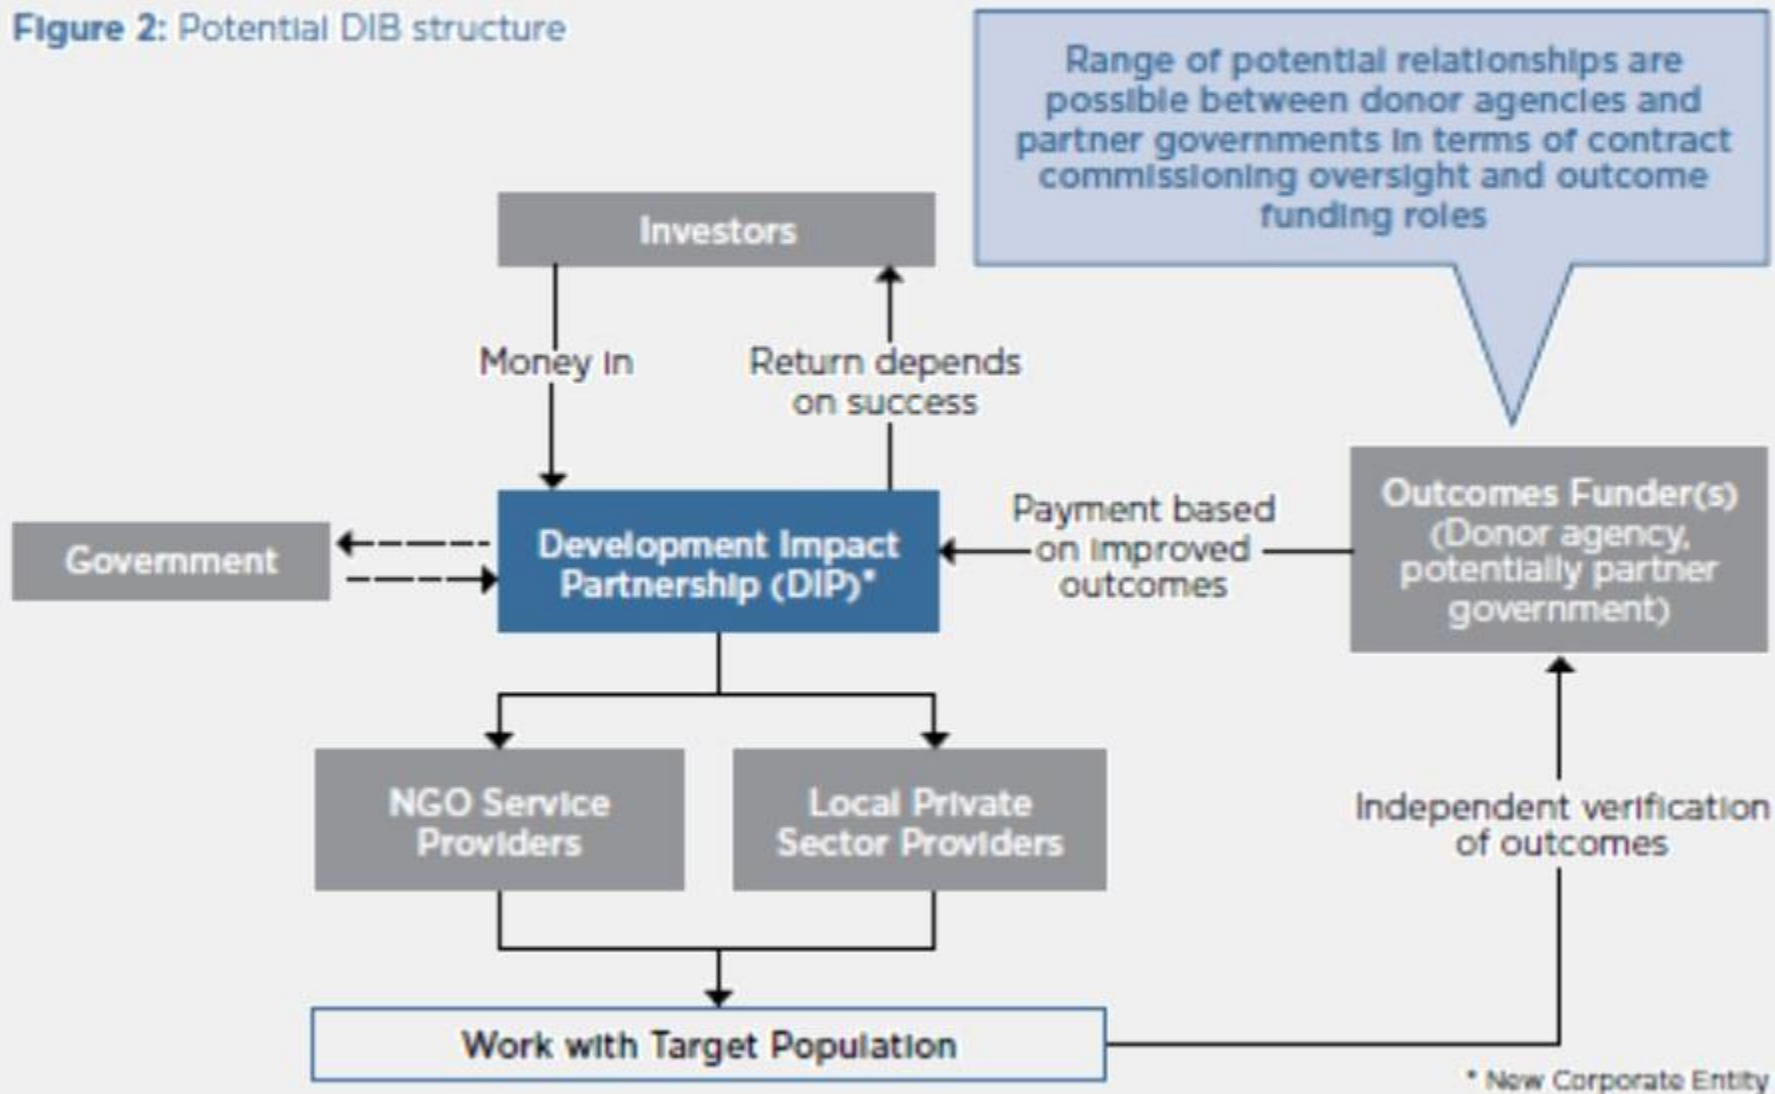 Figure 2: Potential DIB structure
Range of potential relationships are
possible between donor agencies and
partner governments in terms of contract
commissioning oversight and outcome
funding roles
Investors
Money in
Return depends
on success
Government
Development Impact
Partnership (DIP)*
Payment based
on improved
outcomes
Outcomes Funder(s)
(Donor agency,
potentially partner
government)
NGO Service
Providers
Local Private
Sector Providers
Independent verification
of outcomes
Work with Target Population
* New Corporate Entity